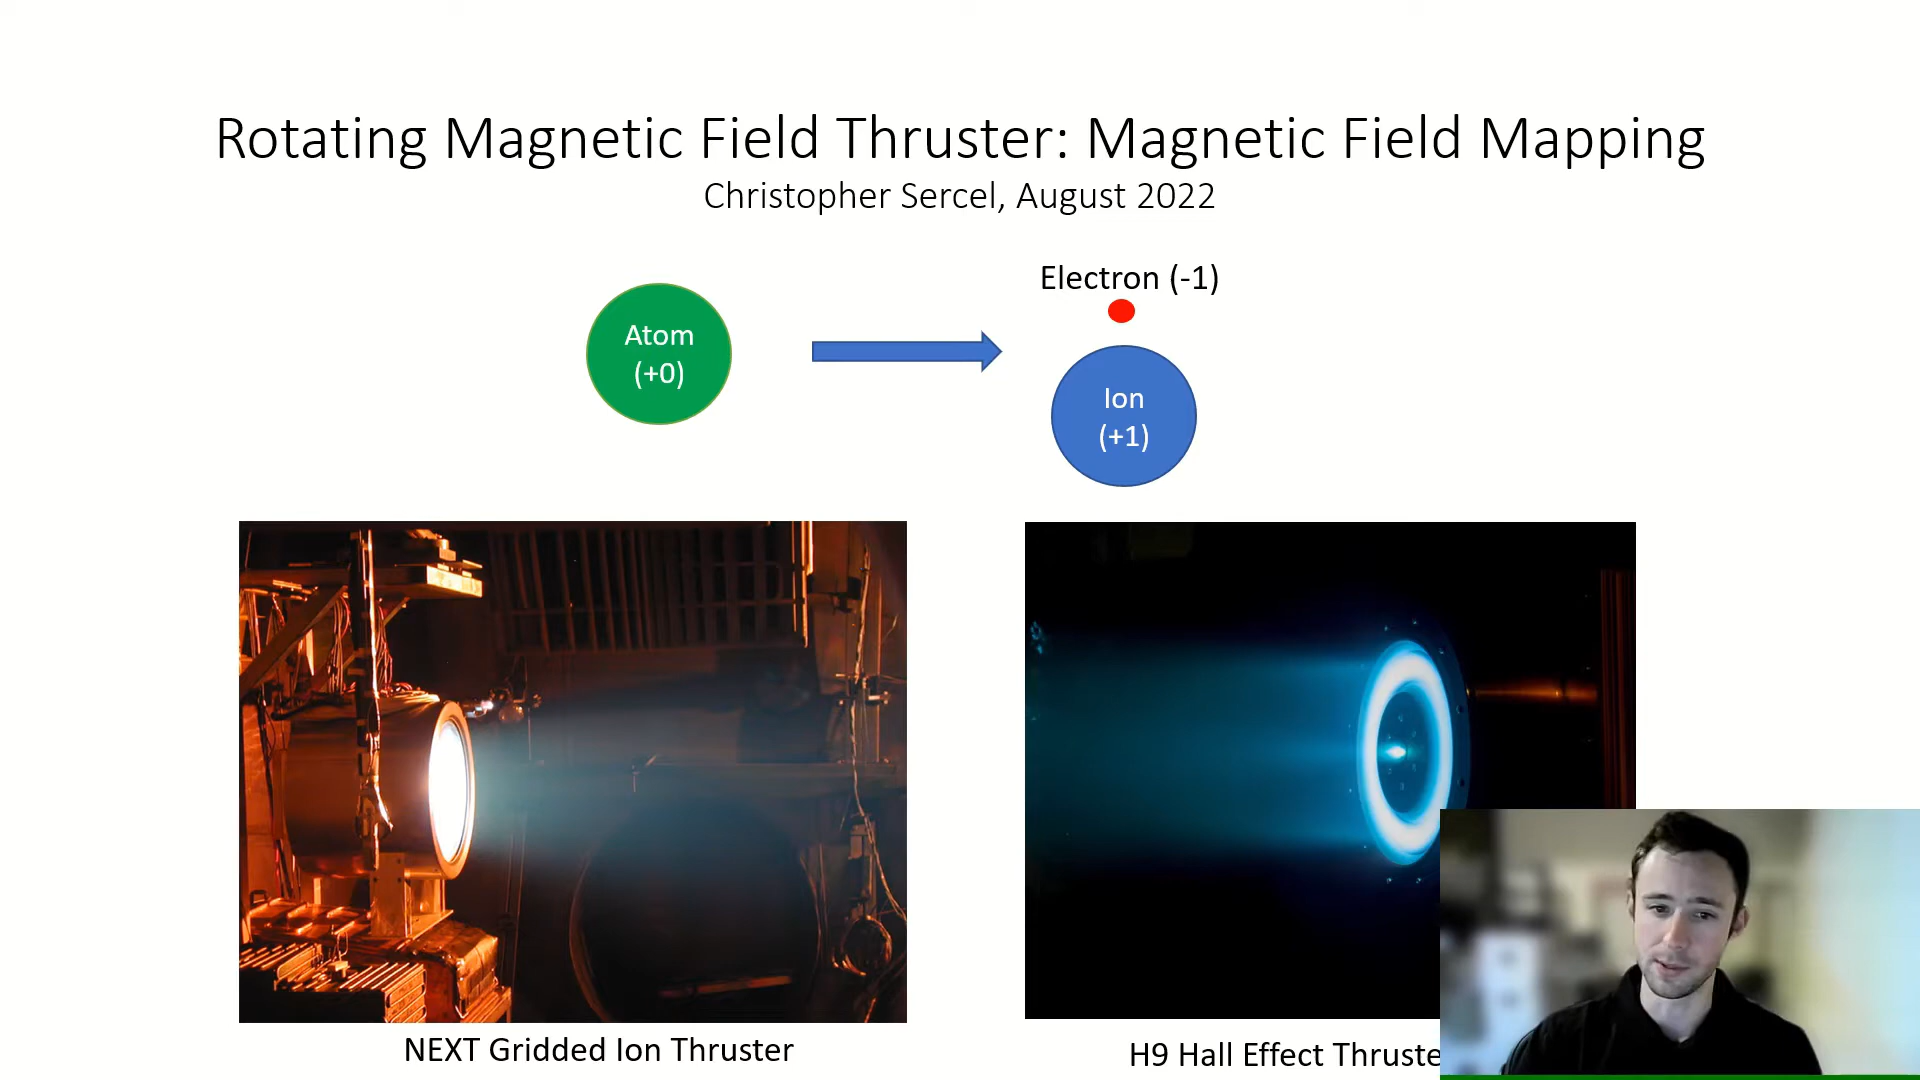 Rotating Magnetic Field Thruster: Magnetic Field Mapping
Christopher Sercel, August 2022
Electron (-1)
Atom
(+0)
Ion
(+1)
NEXT Gridded Ion Thruster
H9 Hall Effect Thruste